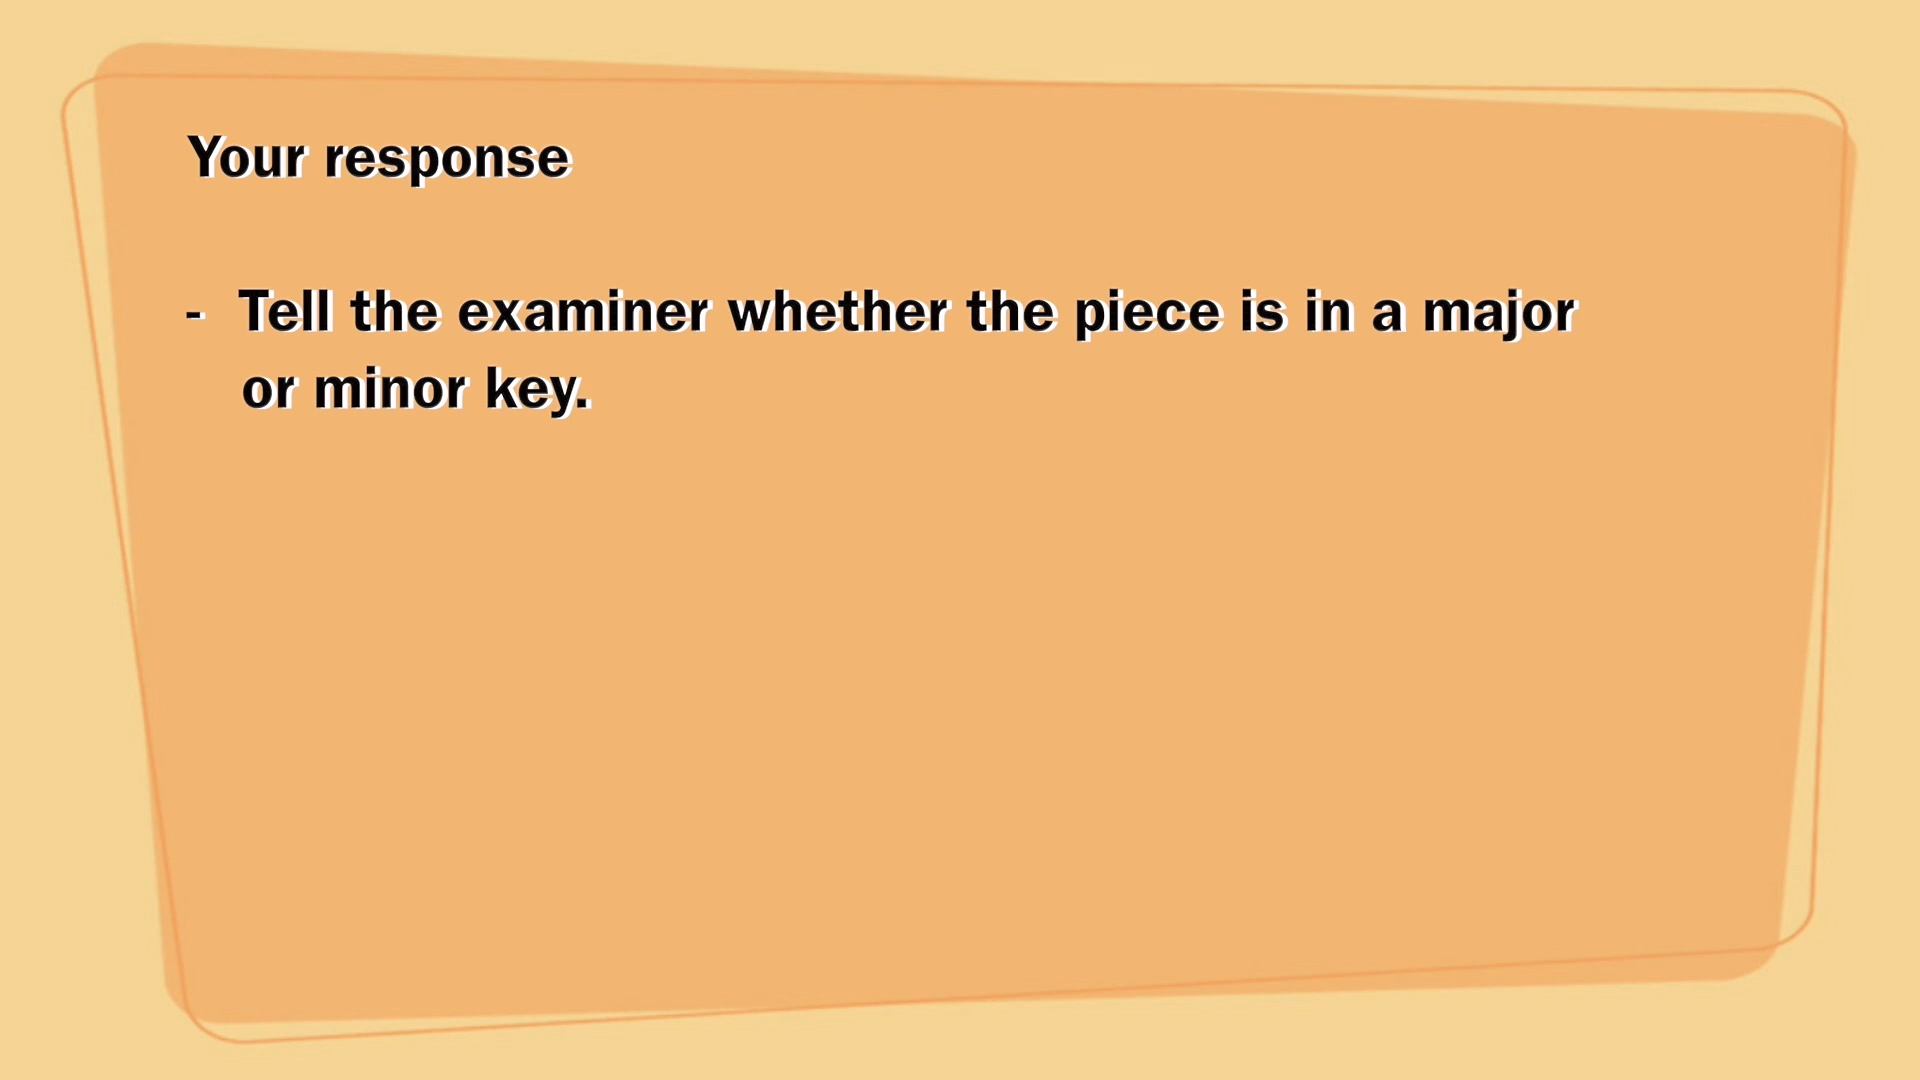 Your response
- Tell the examiner whether the piece is in a major
or minor key.